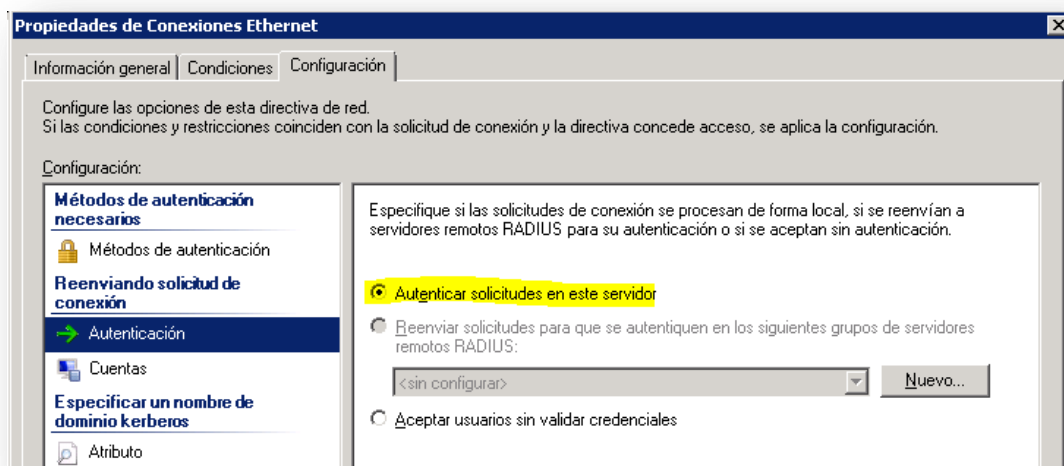 Propiedades de Conexiones Ethernet
Información general
Condiciones
Configuración
Configure las opciones de esta directiva de red.
Si las condiciones y restricciones coinciden con la solicitud de conexión y la directiva concede acceso, se aplica la configuración.
Configuración:
Métodos de autenticación
necesarios
Métodos de autenticación
Reenviando solicitud de
conexión
Autenticación
Cuentas
Especificar un nombre de
dominio kerberos
Atributo
Especifique si las solicitudes de conexión se procesan de forma local, si se reenvían a
servidores remotos RADIUS para su autenticación o si se aceptan sin autenticación.
Autenticar solicitudes en este servidor
Reenviar solicitudes para que se autentiquen en los siguientes grupos de servidores
remotos RADIUS:
<sin configurar>
Nuevo...
Aceptar usuarios sin validar credenciales